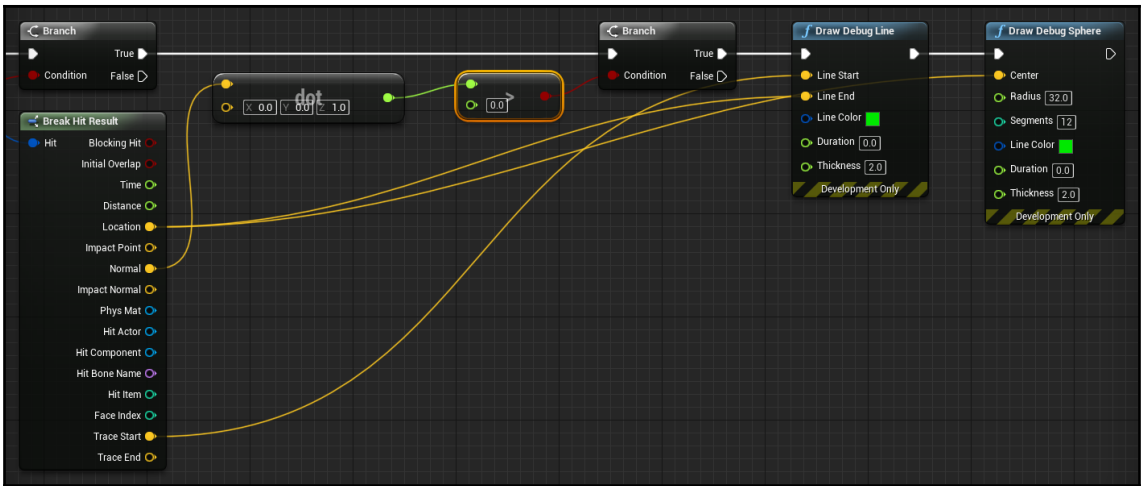 Branch
True
Condition
False
Break Hit Result
Hit
Blocking Hit
Initial Overlap
Time
Distance
Location
Impact Point
Normal
Impact Normal
Phys Mat
Hit Actor
Hit Component
Hit Bone Name
Hit Item
Face Index
Trace Start
Trace End
dot
X 0.0 Y 0.0 Z 1.0
>
0.0
Branch
True
Condition
False
f Draw Debug Line
Line Start
Line End
Line Color
Duration 0.0
Thickness 2.0
Development Only
f Draw Debug Sphere
Center
Radius 32.0
Segments 12
Line Color
Duration 0.0
Thickness 2.0
Development Only